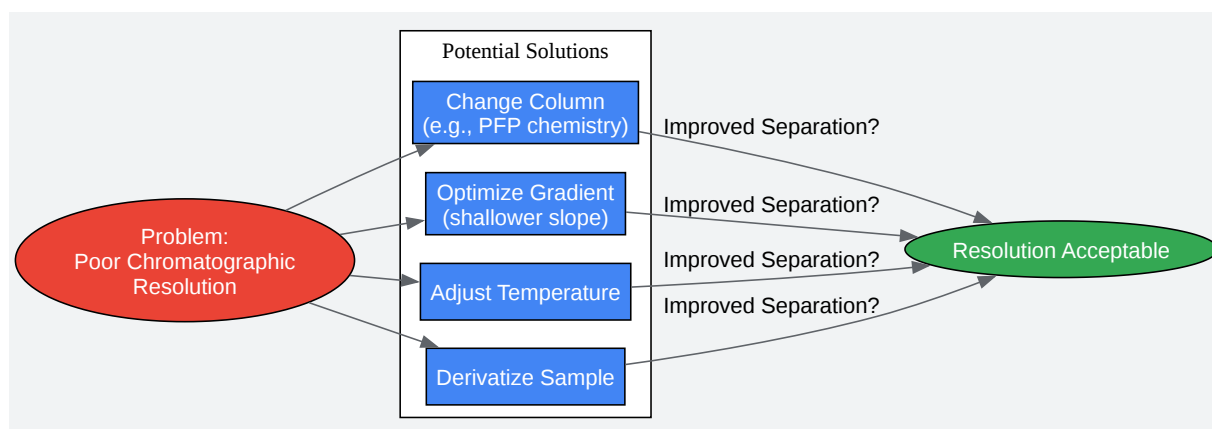 Potential Solutions
Change Column
(e.g., PFP chemistry)
Improved Separation?
Optimize Gradient
(shallower slope)
Improved Separation?
Problem:
Poor Chromatographic
Resolution
Resolution Acceptable
Improved Separation?
Adjust Temperature
Improved Separation?
Derivatize Sample